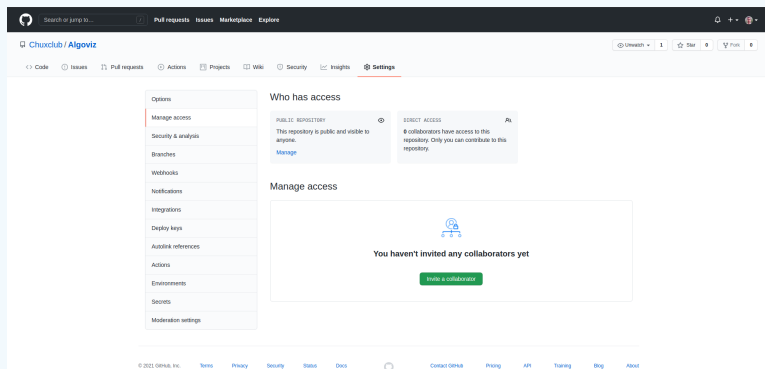 Search or jump to... /
Pull requests Issues Marketplace Explore
Chuxclub / Algoviz
Unwatch 1 Star 0 Fork 0
Code Issues Pull requests Actions Projects Wiki Security Insights Settings
Options
Manage access
Security & analysis
Branches
Webhooks
Notifications
Integrations
Deploy keys
Autolink references
Actions
Environments
Secrets
Moderation settings
Who has access
PUBLIC REPOSITORY
This repository is public and visible to
anyone.
Manage
DIRECT ACCESS
0 collaborators have access to this
repository. Only you can contribute to this
repository.
Manage access
You haven't invited any collaborators yet
Invite a collaborator
© 2021 GitHub, Inc. Terms Privacy Security Status Docs Contact GitHub Pricing API Training Blog About